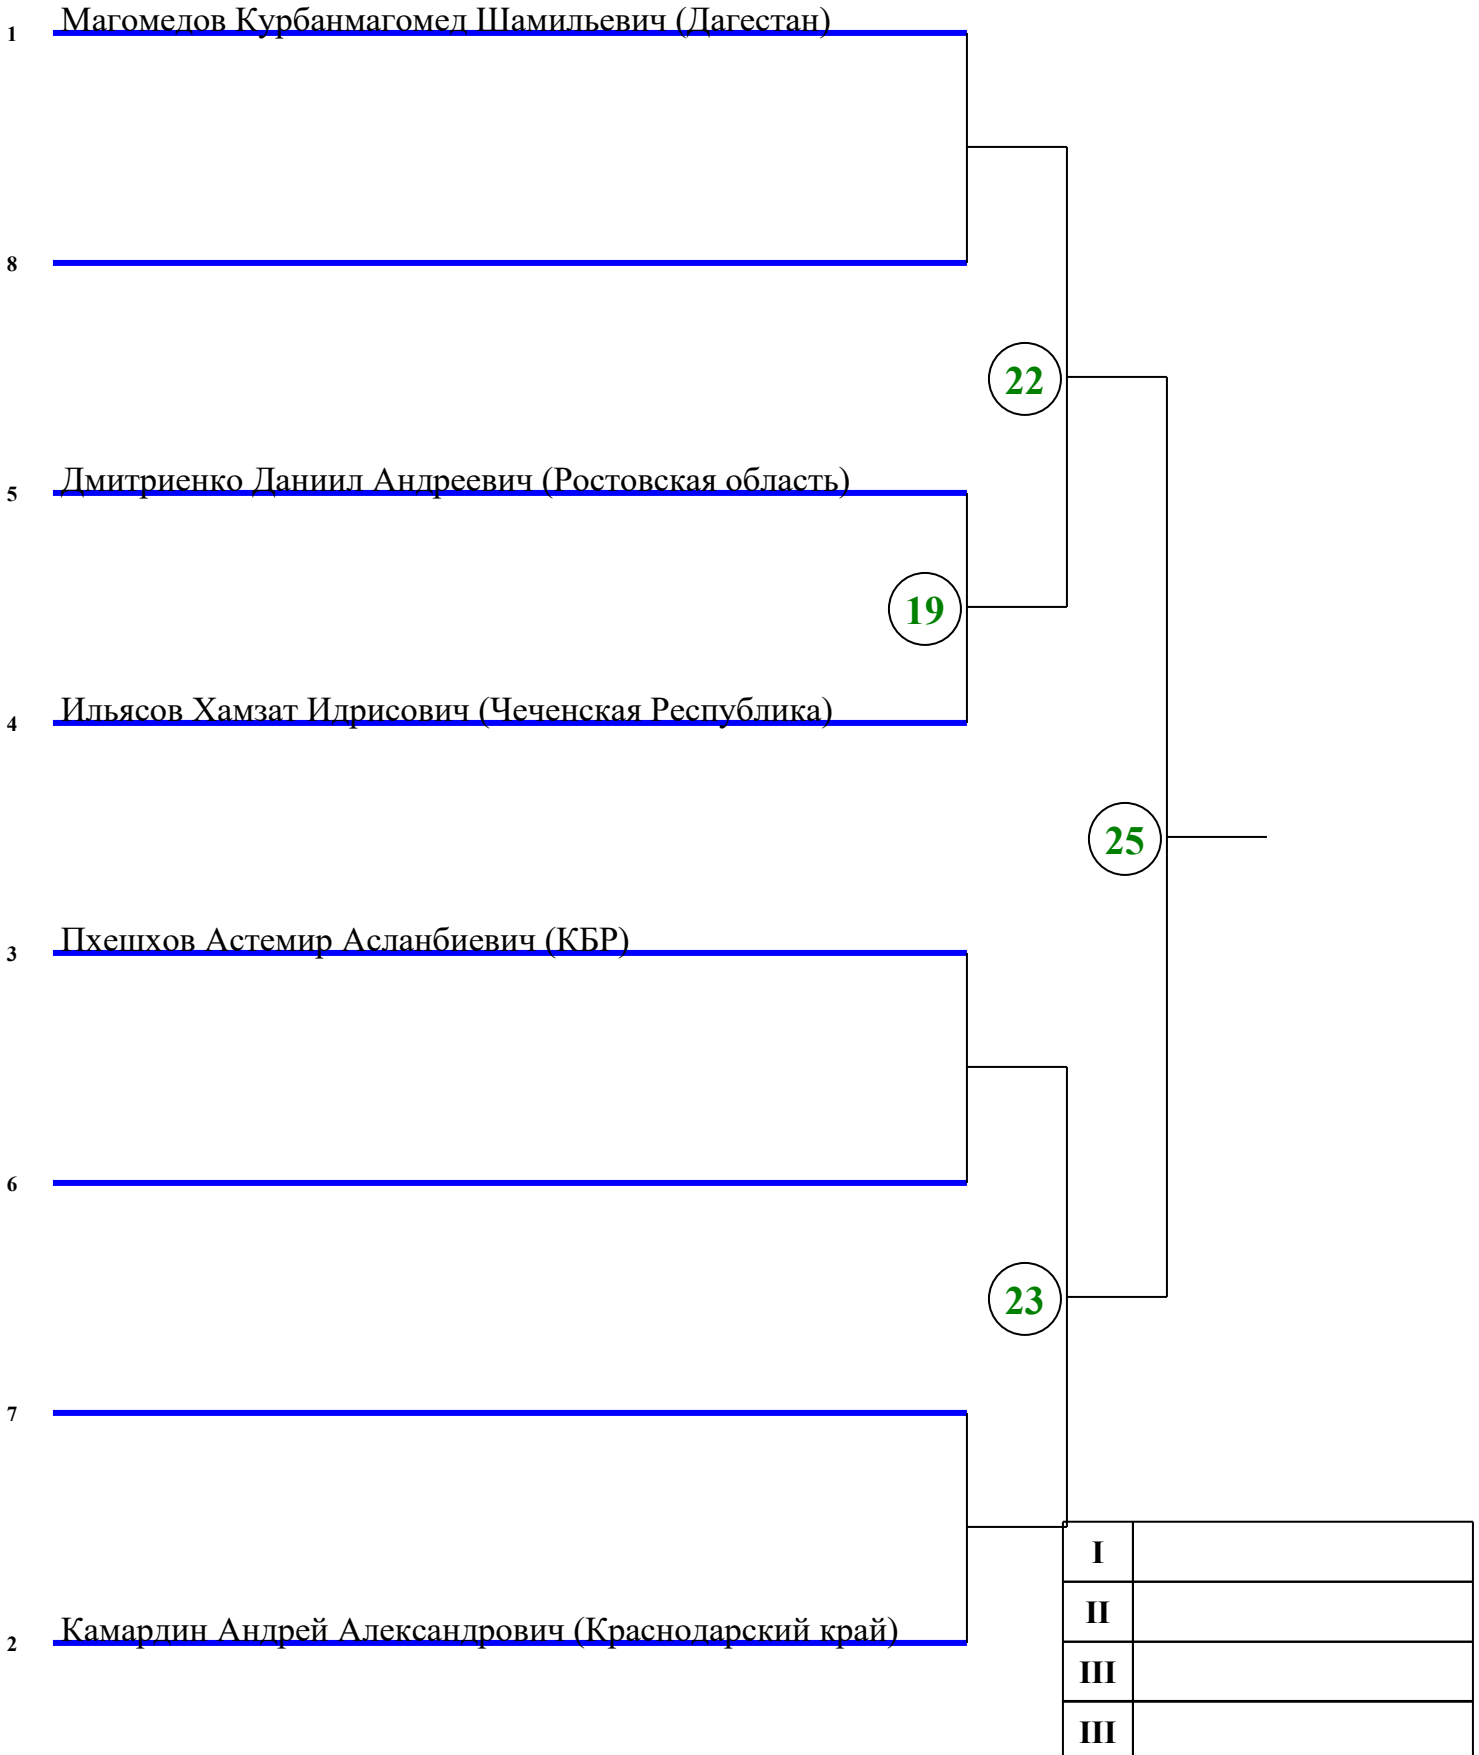 1 Магомедов Курбанмагомед Шамильевич (Дагестан)
8
22
5 Дмитриенко Даниил Андреевич (Ростовская область)
19
4 Ильясов Хамзат Идрисович (Чеченская Республика)
25
3 Пхешхов Астемир Асланбиевич (КБР)
6
23
7
I
II
2 Камардин Андрей Александрович (Краснодарский край)
III
III